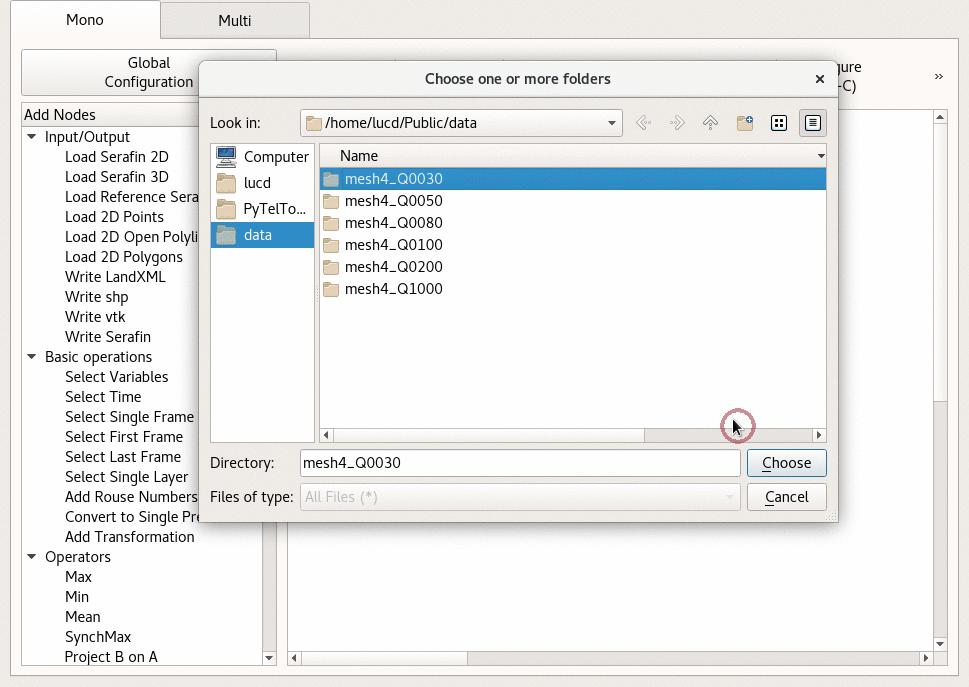 Mono
Multi
Global
Configuration
gure
-C)
»
Add Nodes
Input/Output
Load Serafin 2D
Load Serafin 3D
Load Reference Sera
Load 2D Points
Load 2D Open Polyli
Load 2D Polygons
Write LandXML
Write shp
Write vtk
Write Serafin
Basic operations
Select Variables
Select Time
Select Single Frame
Select First Frame
Select Last Frame
Select Single Layer
Add Rouse Numbers
Convert to Single Pre
Add Transformation
Operators
Max
Min
Mean
SynchMax
Project B on A
Choose one or more folders
Look in:
/home/lucd/Public/data
Computer
lucd
PyTelTo...
data
Name
mesh4_Q0030
mesh4_Q0050
mesh4_Q0080
mesh4_Q0100
mesh4_Q0200
mesh4_Q1000
Directory:
mesh4_Q0030
Choose
Files of type:
All Files (*)
Cancel